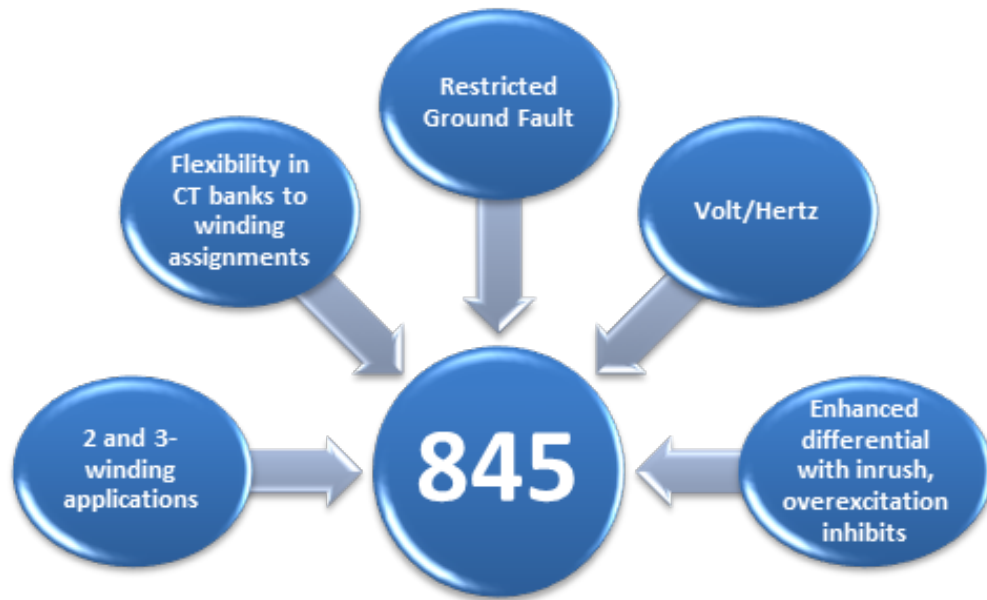 Restricted
Ground Fault
Flexibility in
CT banks to
winding
assignments
Volt/Hertz
2 and 3-
winding
applications
845
Enhanced
differential
with inrush,
overexcitation
inhibits